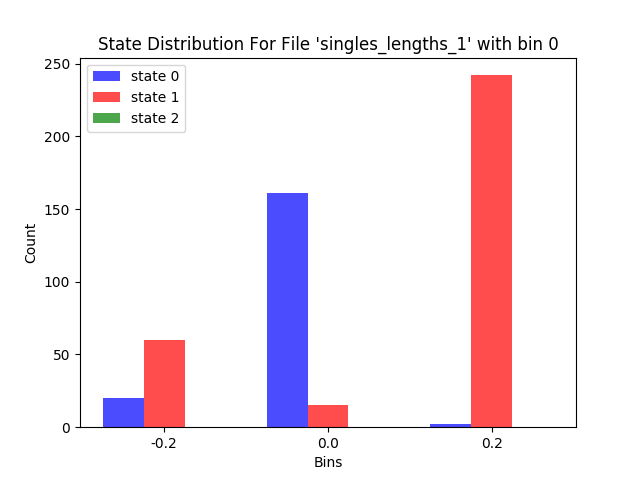 State Distribution For File 'singles_lengths_1' with bin 0
state 0
state 1
state 2
Count
250
200
150
100
50
0
-0.2
0.0
0.2
Bins